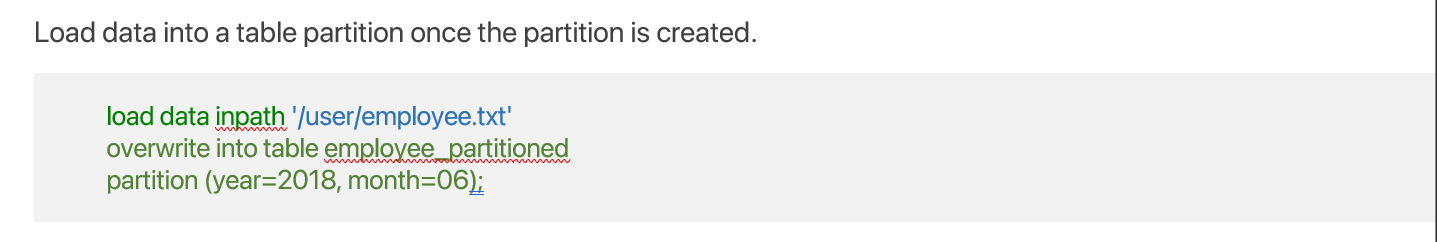 Load data into a table partition once the partition is created.
load data inpath '/user/employee.txt'
overwrite into table employee_partitioned
partition (year=2018, month=06);